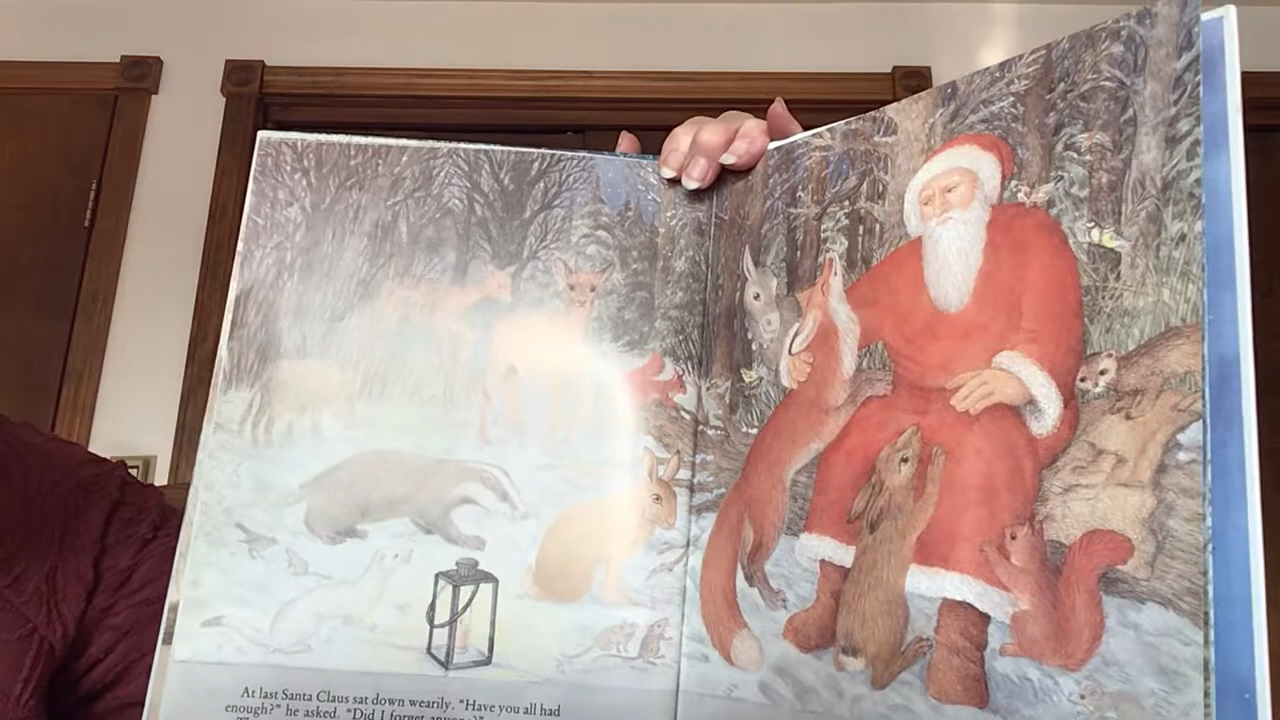 At last Santa Claus sat down wearily. "Have you all had
enough?" he asked. "Did I forget anyone?"